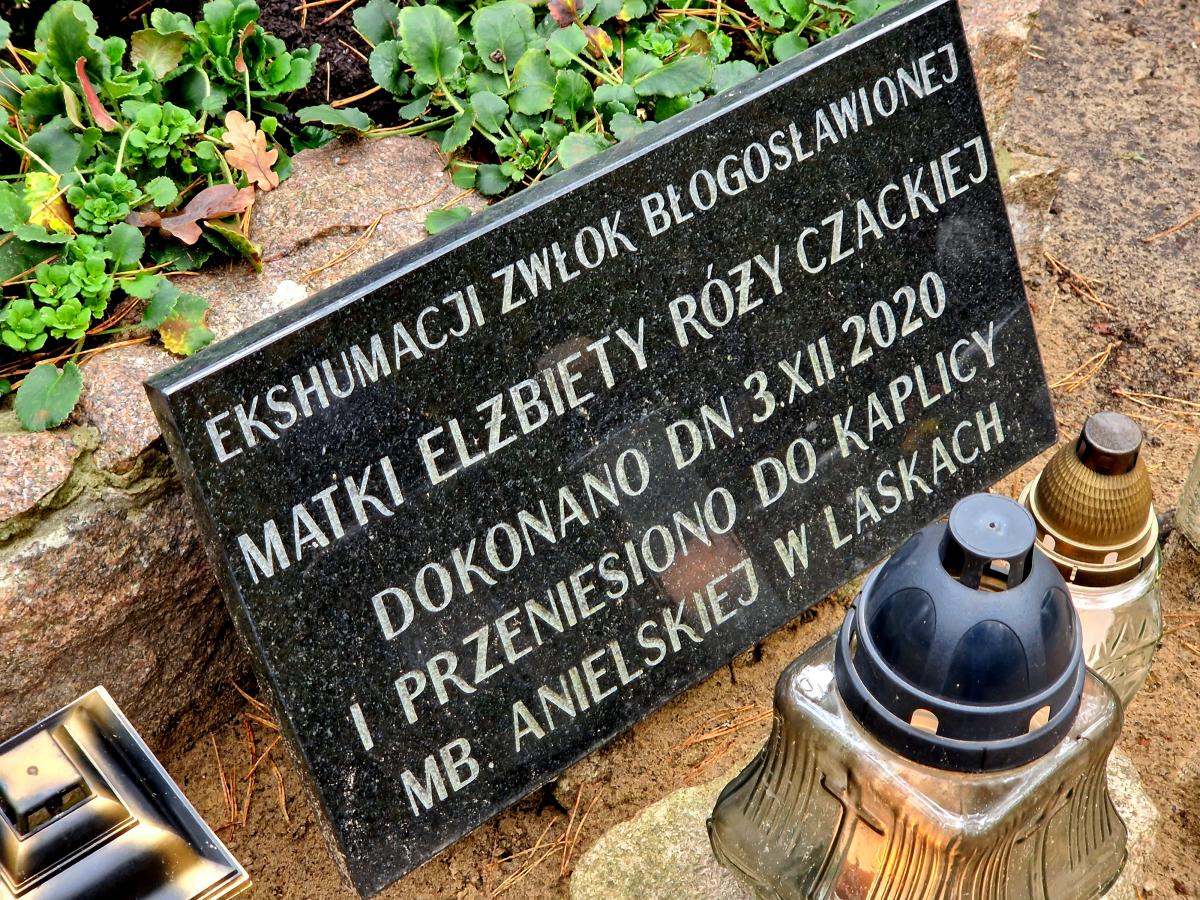 EKSHUMACJI ZWŁOK BŁOGOSŁAWIONEJ
MATKI ELŻBIETY RÓŻY CZACKIEJ
DOKONANO DN. 3.XII.2020
I PRZENIESIONO DO KAPLICY
MB. ANIELSKIEJ W LASKACH